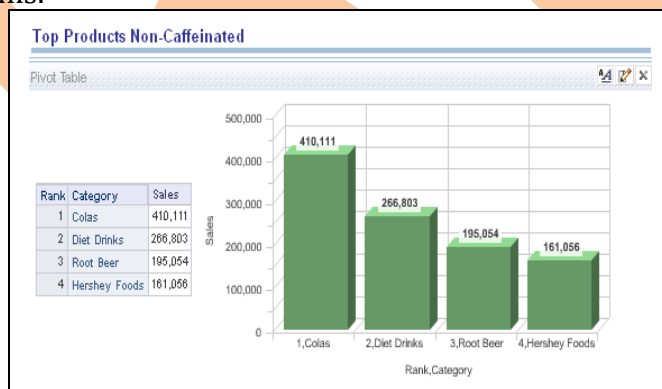 Top Products Non-Caffeinated
Pivot Table
Rank Category Sales
1 Colas 410,111
2 Diet Drinks 266,803
3 Root Beer 195,054
4 Hershey Foods 161,056
500,000
400,000
300,000
200,000
100,000
0
Sales
410,111
266,803
195,054
161,056
1,Colas 2,Diet Drinks 3,Root Beer 4,Hershey Foods
Rank,Category